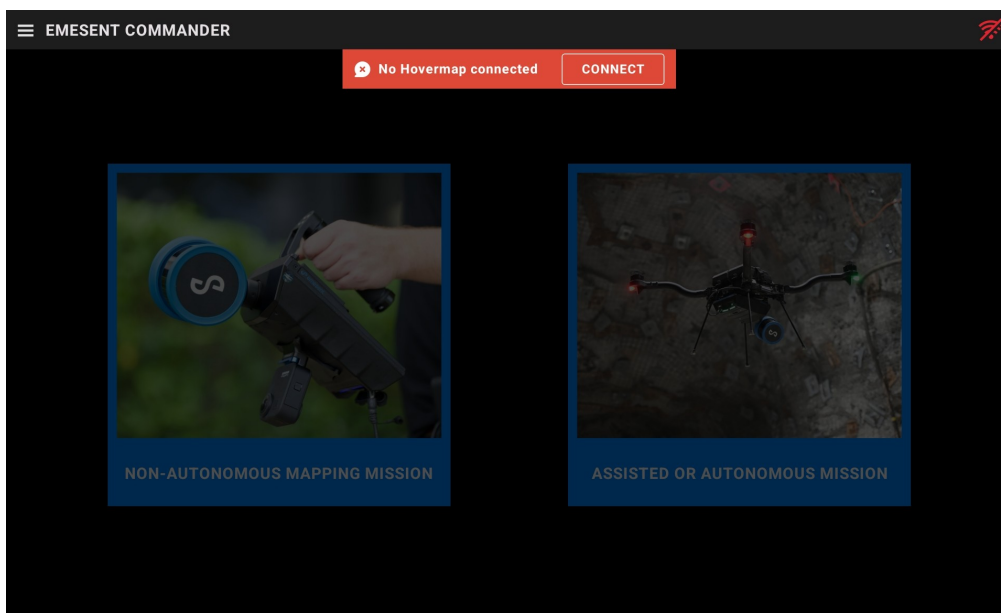 EMESENT COMMANDER
No Hovermap connected CONNECT
NON-AUTONOMOUS MAPPING MISSION
ASSISTED OR AUTONOMOUS MISSION